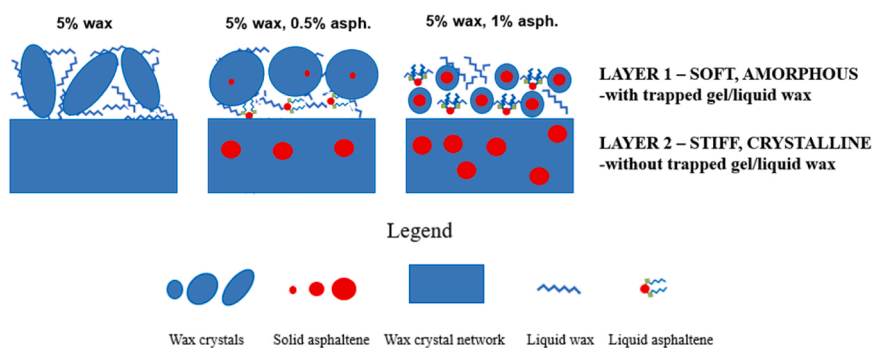 5% wax
5% wax, 0.5% asph.
5% wax, 1% asph.
LAYER 1 – SOFT, AMORPHOUS
-with trapped gel/liquid wax
LAYER 2 – STIFF, CRYSTALLINE
-without trapped gel/liquid wax
Legend
Wax crystals
Solid asphaltene
Wax crystal network
Liquid wax
Liquid asphaltene